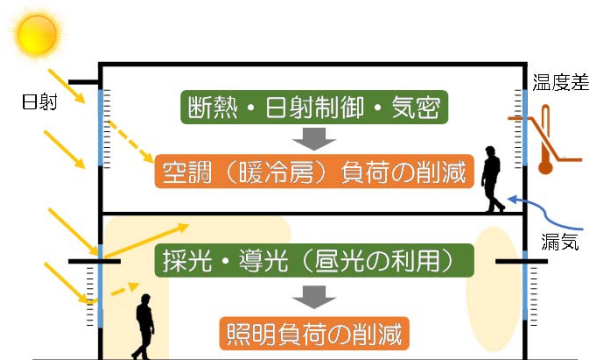 日射
温度差
断熱・日射制御・気密
空調（暖冷房）負荷の削減
漏気
採光・導光（昼光の利用）
照明負荷の削減